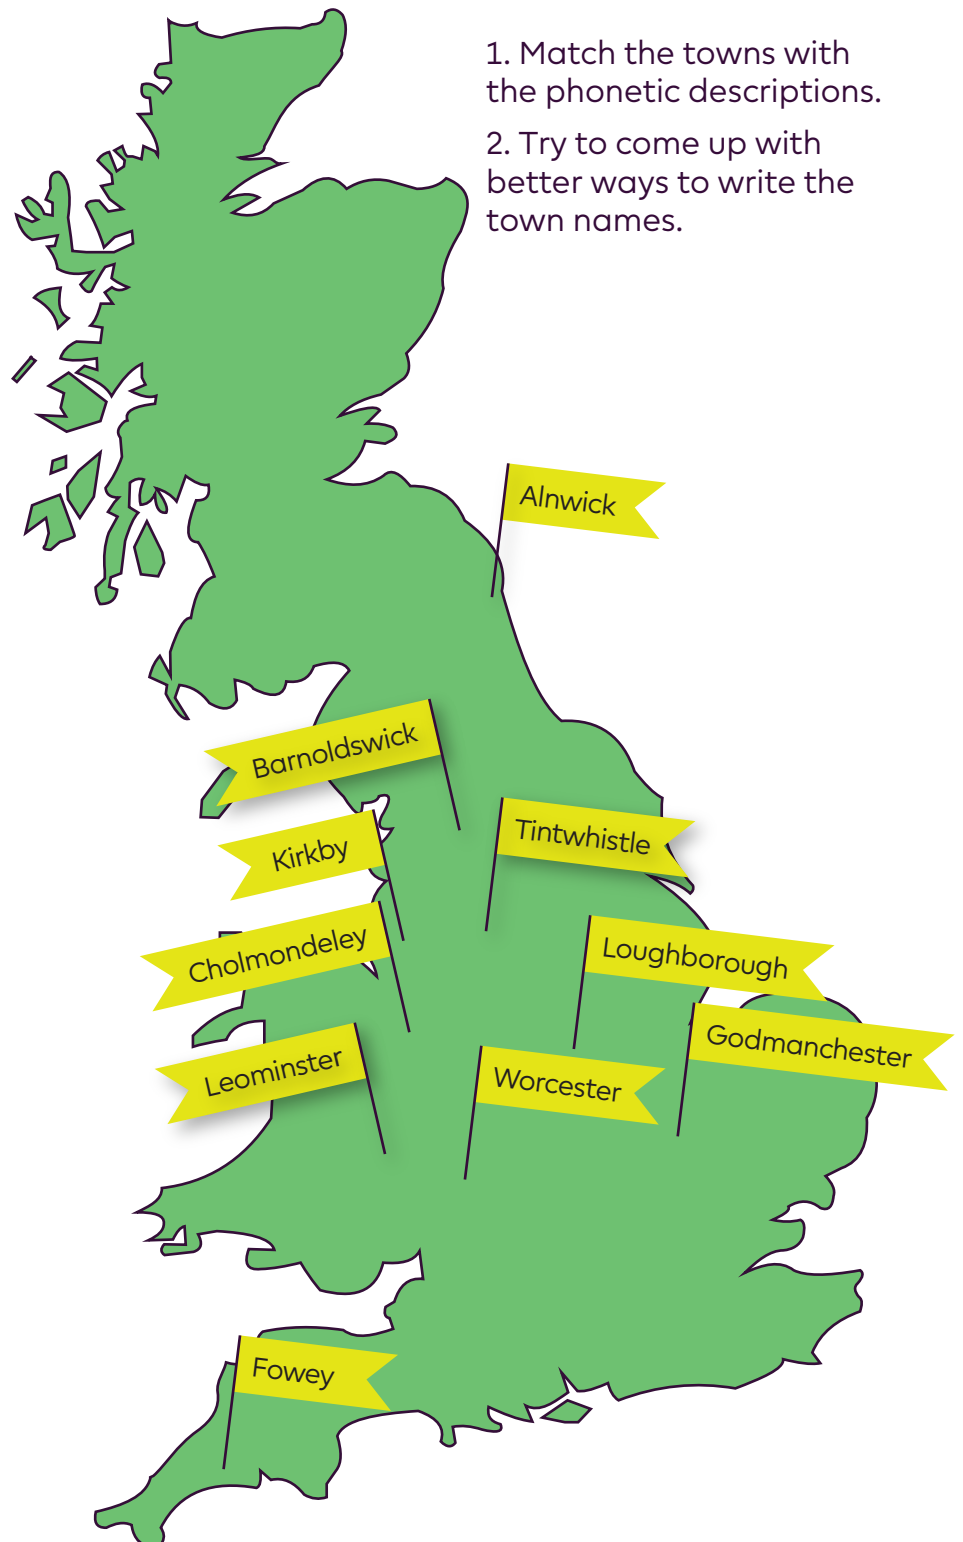 1. Match the towns with
the phonetic descriptions.
2. Try to come up with
better ways to write the
town names.
Alnwick
Barnoldswick
Tintwhistle
Kirkby
Cholmondeley
Loughborough
Godmanchester
Leominster
Worcester
Fowey